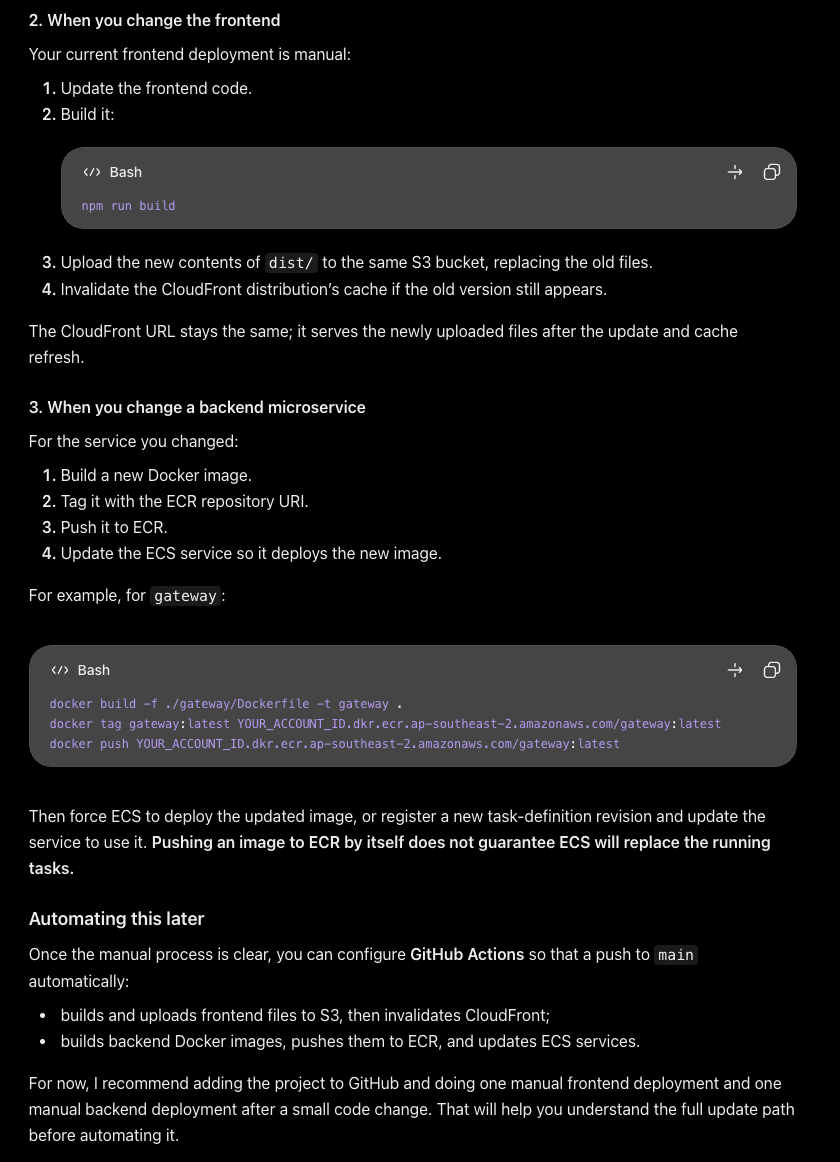 2. When you change the frontend
Your current frontend deployment is manual:
1. Update the frontend code.
2. Build it:
</> Bash
npm run build
3. Upload the new contents of dist/ to the same S3 bucket, replacing the old files.
4. Invalidate the CloudFront distribution’s cache if the old version still appears.
The CloudFront URL stays the same; it serves the newly uploaded files after the update and cache
refresh.
3. When you change a backend microservice
For the service you changed:
1. Build a new Docker image.
2. Tag it with the ECR repository URI.
3. Push it to ECR.
4. Update the ECS service so it deploys the new image.
For example, for gateway:
</> Bash
docker build -f ./gateway/Dockerfile -t gateway .
docker tag gateway:latest YOUR_ACCOUNT_ID.dkr.ecr.ap-southeast-2.amazonaws.com/gateway:latest
docker push YOUR_ACCOUNT_ID.dkr.ecr.ap-southeast-2.amazonaws.com/gateway:latest
Then force ECS to deploy the updated image, or register a new task-definition revision and update the
service to use it. Pushing an image to ECR by itself does not guarantee ECS will replace the running
tasks.
Automating this later
Once the manual process is clear, you can configure GitHub Actions so that a push to main
automatically:
• builds and uploads frontend files to S3, then invalidates CloudFront;
• builds backend Docker images, pushes them to ECR, and updates ECS services.
For now, I recommend adding the project to GitHub and doing one manual frontend deployment and one
manual backend deployment after a small code change. That will help you understand the full update path
before automating it.